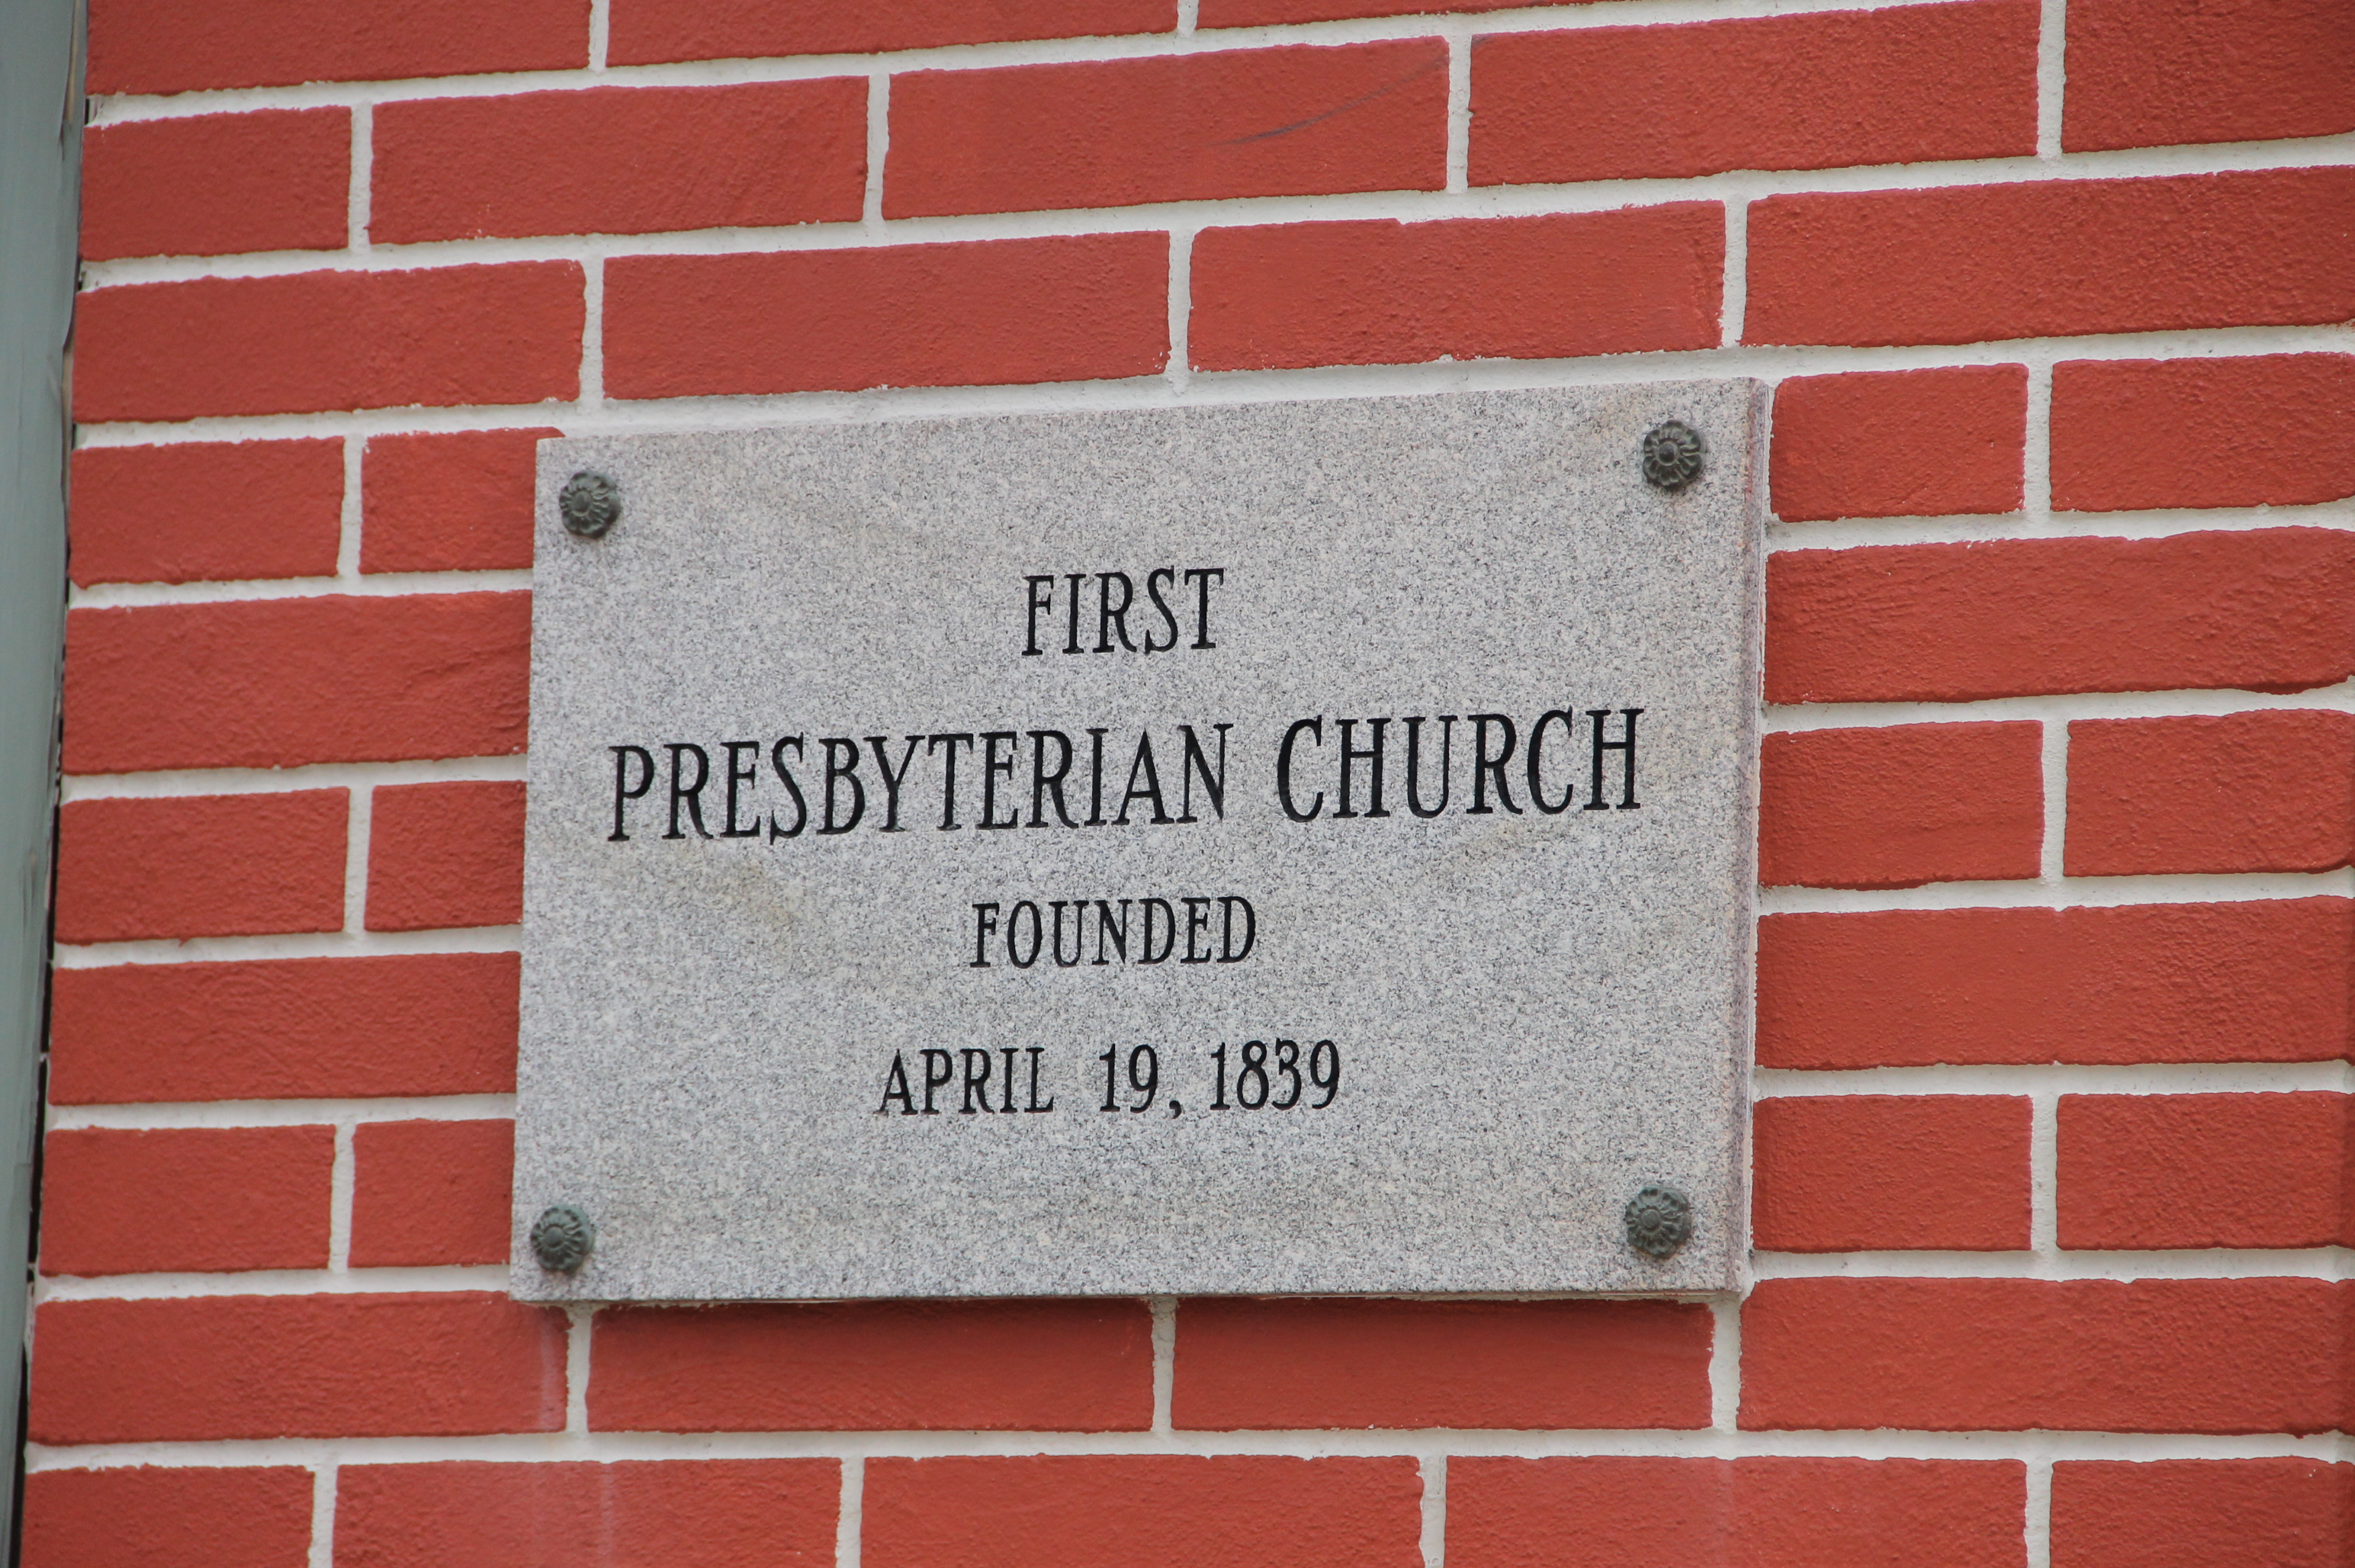 FIRST
PRESBYTERIAN CHURCH
FOUNDED
APRIL 19, 1839